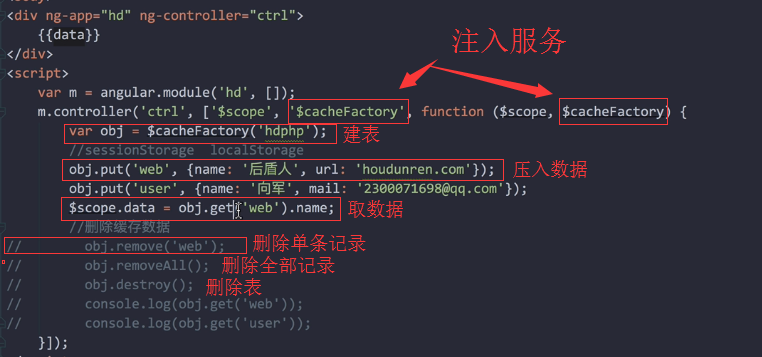 <div ng-app="hd" ng-controller="ctrl">
{{data}}
</div>
注入服务
<script>
var m = angular.module('hd', []);
m.controller('ctrl', ['$scope', '$cacheFactory', function ($scope, $cacheFactory) {
var obj = $cacheFactory('hdphp'); 建表
//sessionStorage localStorage
obj.put('web', {name: '后盾人', url: 'houdunren.com'}); 压入数据
obj.put('user', {name: '向军', mail: '2300071698@qq.com'});
$scope.data = obj.get('web').name; 取数据
//删除缓存数据
// obj.remove('web'); 删除单条记录
// obj.removeAll(); 删除全部记录
// obj.destroy(); 删除表
// console.log(obj.get('web'));
// console.log(obj.get('user'));
}]);